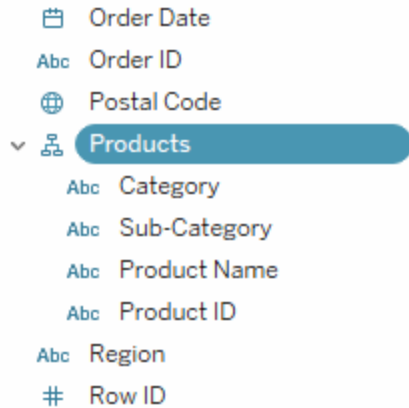 Order Date
Abc Order ID
Postal Code
Products
Abc Category
Abc Sub-Category
Abc Product Name
Abc Product ID
Abc Region
# Row ID